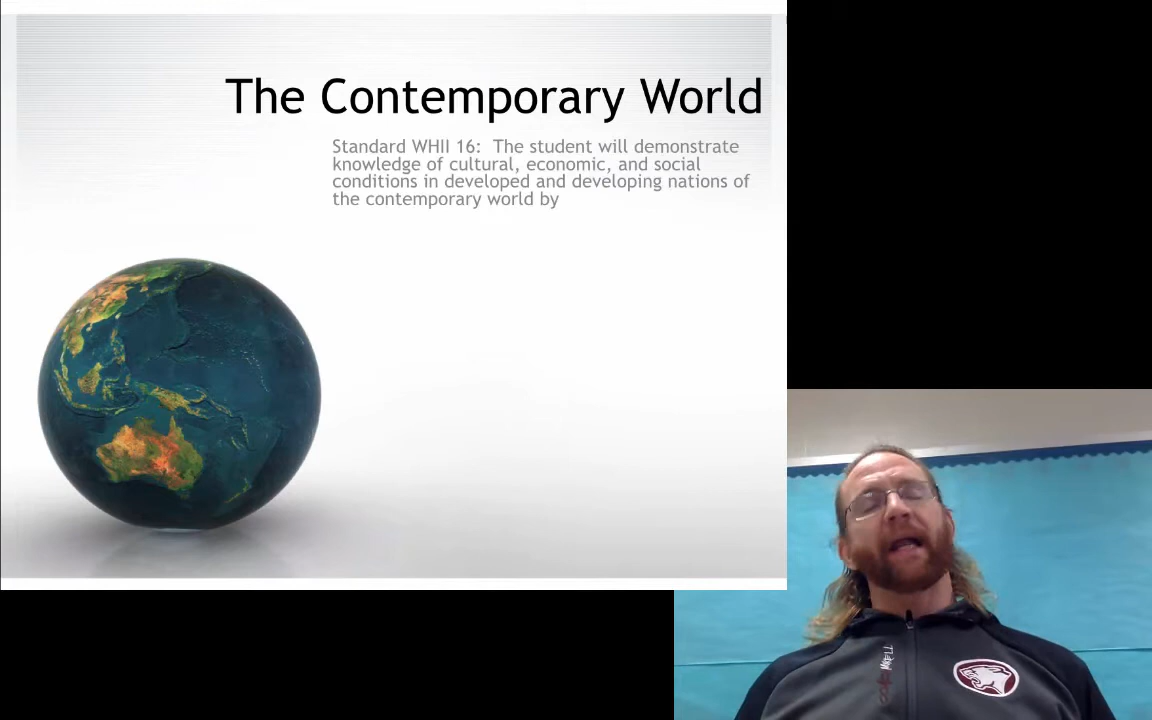 The Contemporary World
Standard WHII 16: The student will demonstrate
knowledge of cultural, economic, and social
conditions in developed and developing nations of
the contemporary world by